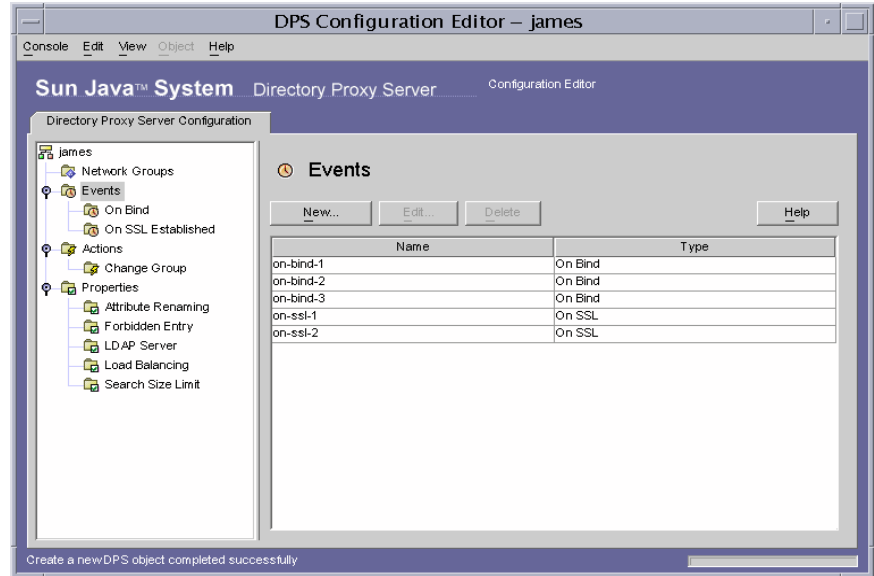 DPS Configuration Editor – james
Console Edit View Object Help
Sun Java™ System Directory Proxy Server Configuration Editor
Directory Proxy Server Configuration
james
Network Groups
Events
On Bind
On SSL Established
Actions
Change Group
Properties
Attribute Renaming
Forbidden Entry
LDAP Server
Load Balancing
Search Size Limit
Events
New... Edit... Delete Help
Name Type
on-bind-1 On Bind
on-bind-2 On Bind
on-bind-3 On Bind
on-ssl-1 On SSL
on-ssl-2 On SSL
Create a new DPS object completed successfully